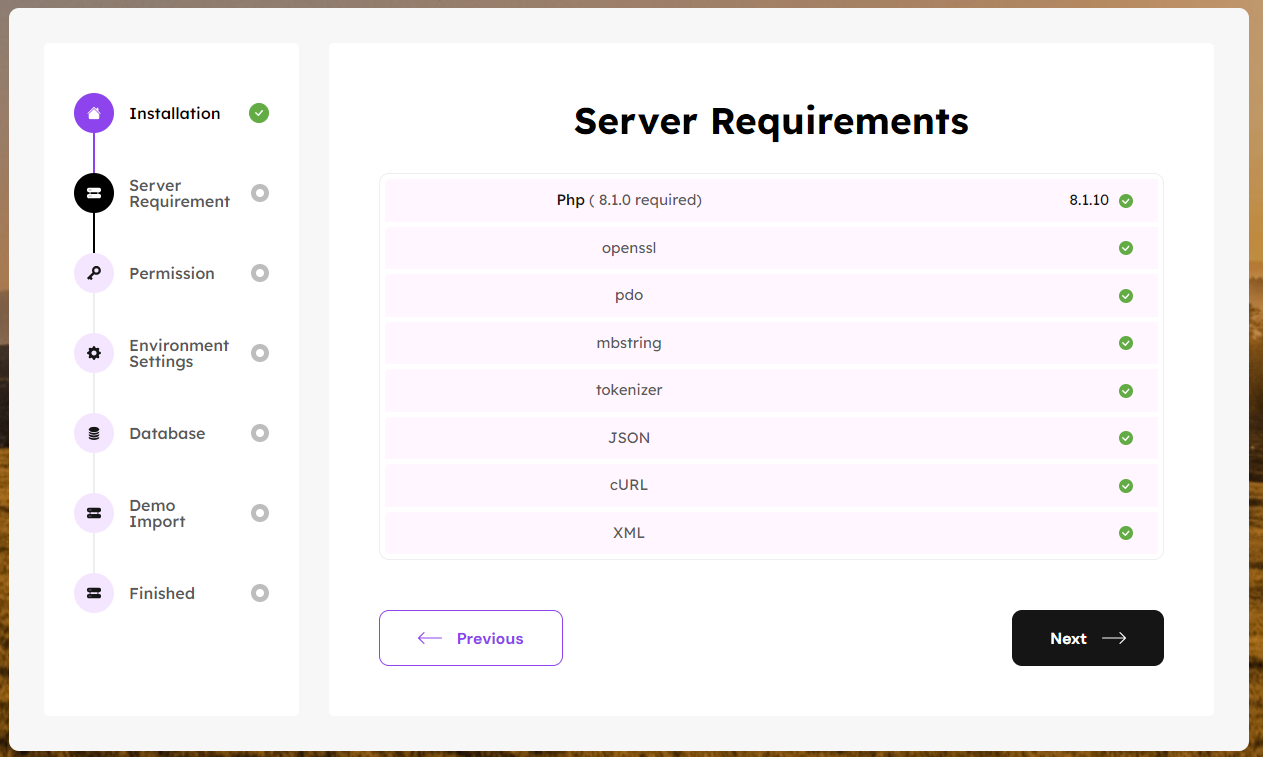 Installation
Server
Requirement
Permission
Environment
Settings
Database
Demo
Import
Finished
Server Requirements
Php ( 8.1.0 required) 8.1.10
openssl
pdo
mbstring
tokenizer
JSON
cURL
XML
Previous
Next